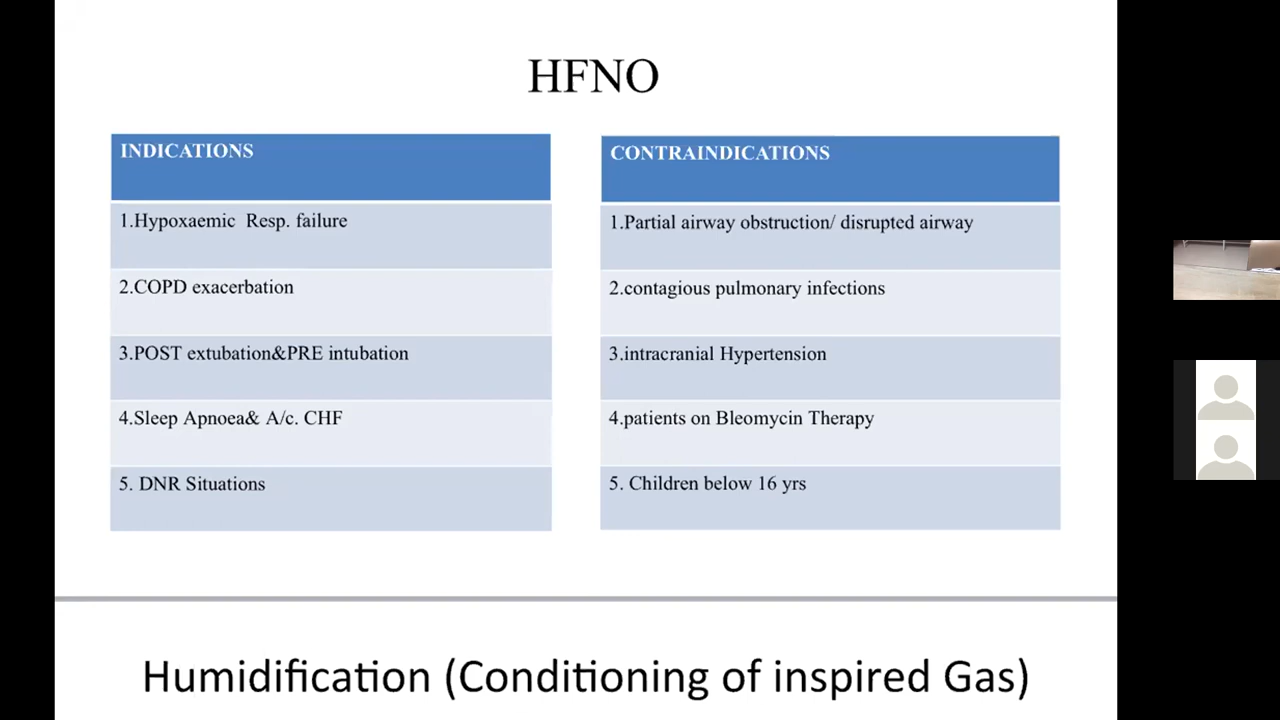 HFNO
INDICATIONS
1.Hypoxaemic Resp. failure
2.COPD exacerbation
3.POST extubation&PRE intubation
4.Sleep Apnoea& A/c. CHF
5. DNR Situations
CONTRAINDICATIONS
1.Partial airway obstruction/ disrupted airway
2.contagious pulmonary infections
3.intracranial Hypertension
4.patients on Bleomycin Therapy
5. Children below 16 yrs
Humidification (Conditioning of inspired Gas)